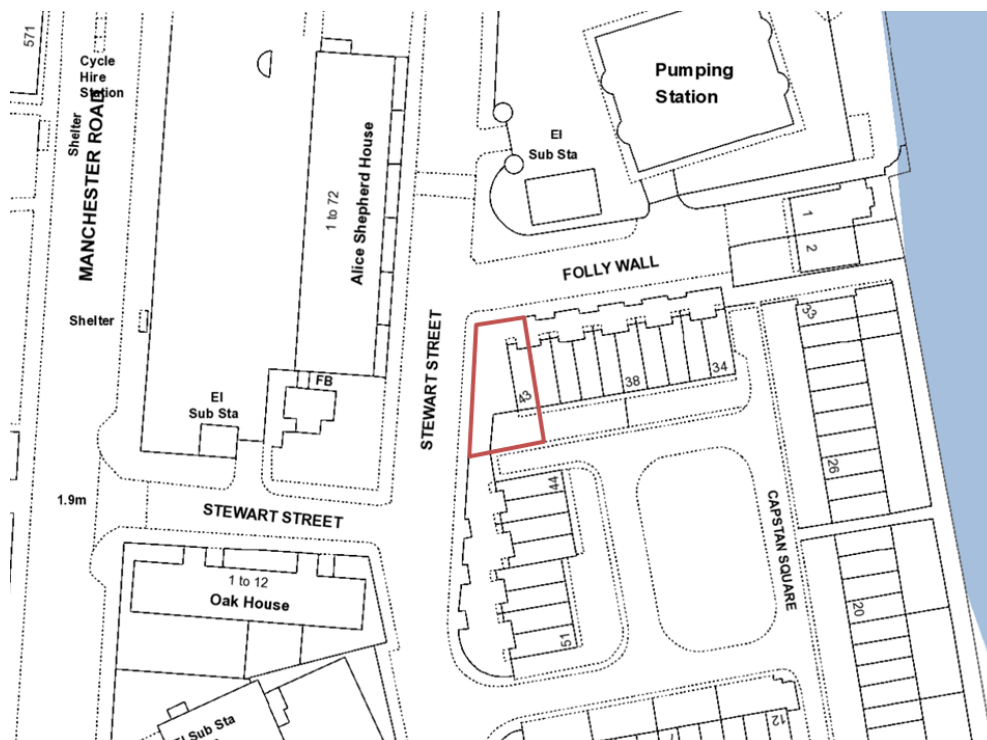 571
Cycle
Hire
Station
Shelter
MANCHESTER ROAD
Shelter
1 to 72
Alice Shepherd House
El
Sub Sta
FB
Pumping
Station
El
Sub Sta
1
2
FOLLY WALL
STEWART STREET
33
34
38
43
26
44
1.9m
STEWART STREET
CAPSTAN SQUARE
1 to 12
Oak House
20
51
El Sub Sta
12